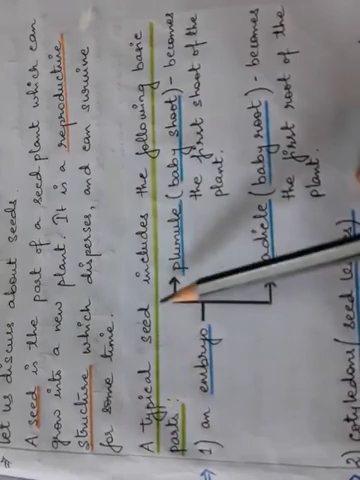 ⇒ let us discuss about seeds.
A seed is the part of a seed plant which can
grow into a new plant. It is a reproductive
structure which disperses, and can survive
for some time.
A typical seed includes the following basic
parts:
⇒ 1) an embryo → plumule (baby shoot) - becomes
the first shoot of the
plant.
→ radicle (baby root) - becomes
the first root of the
plant.
⇒ 2) cotyledons (seed leaves)